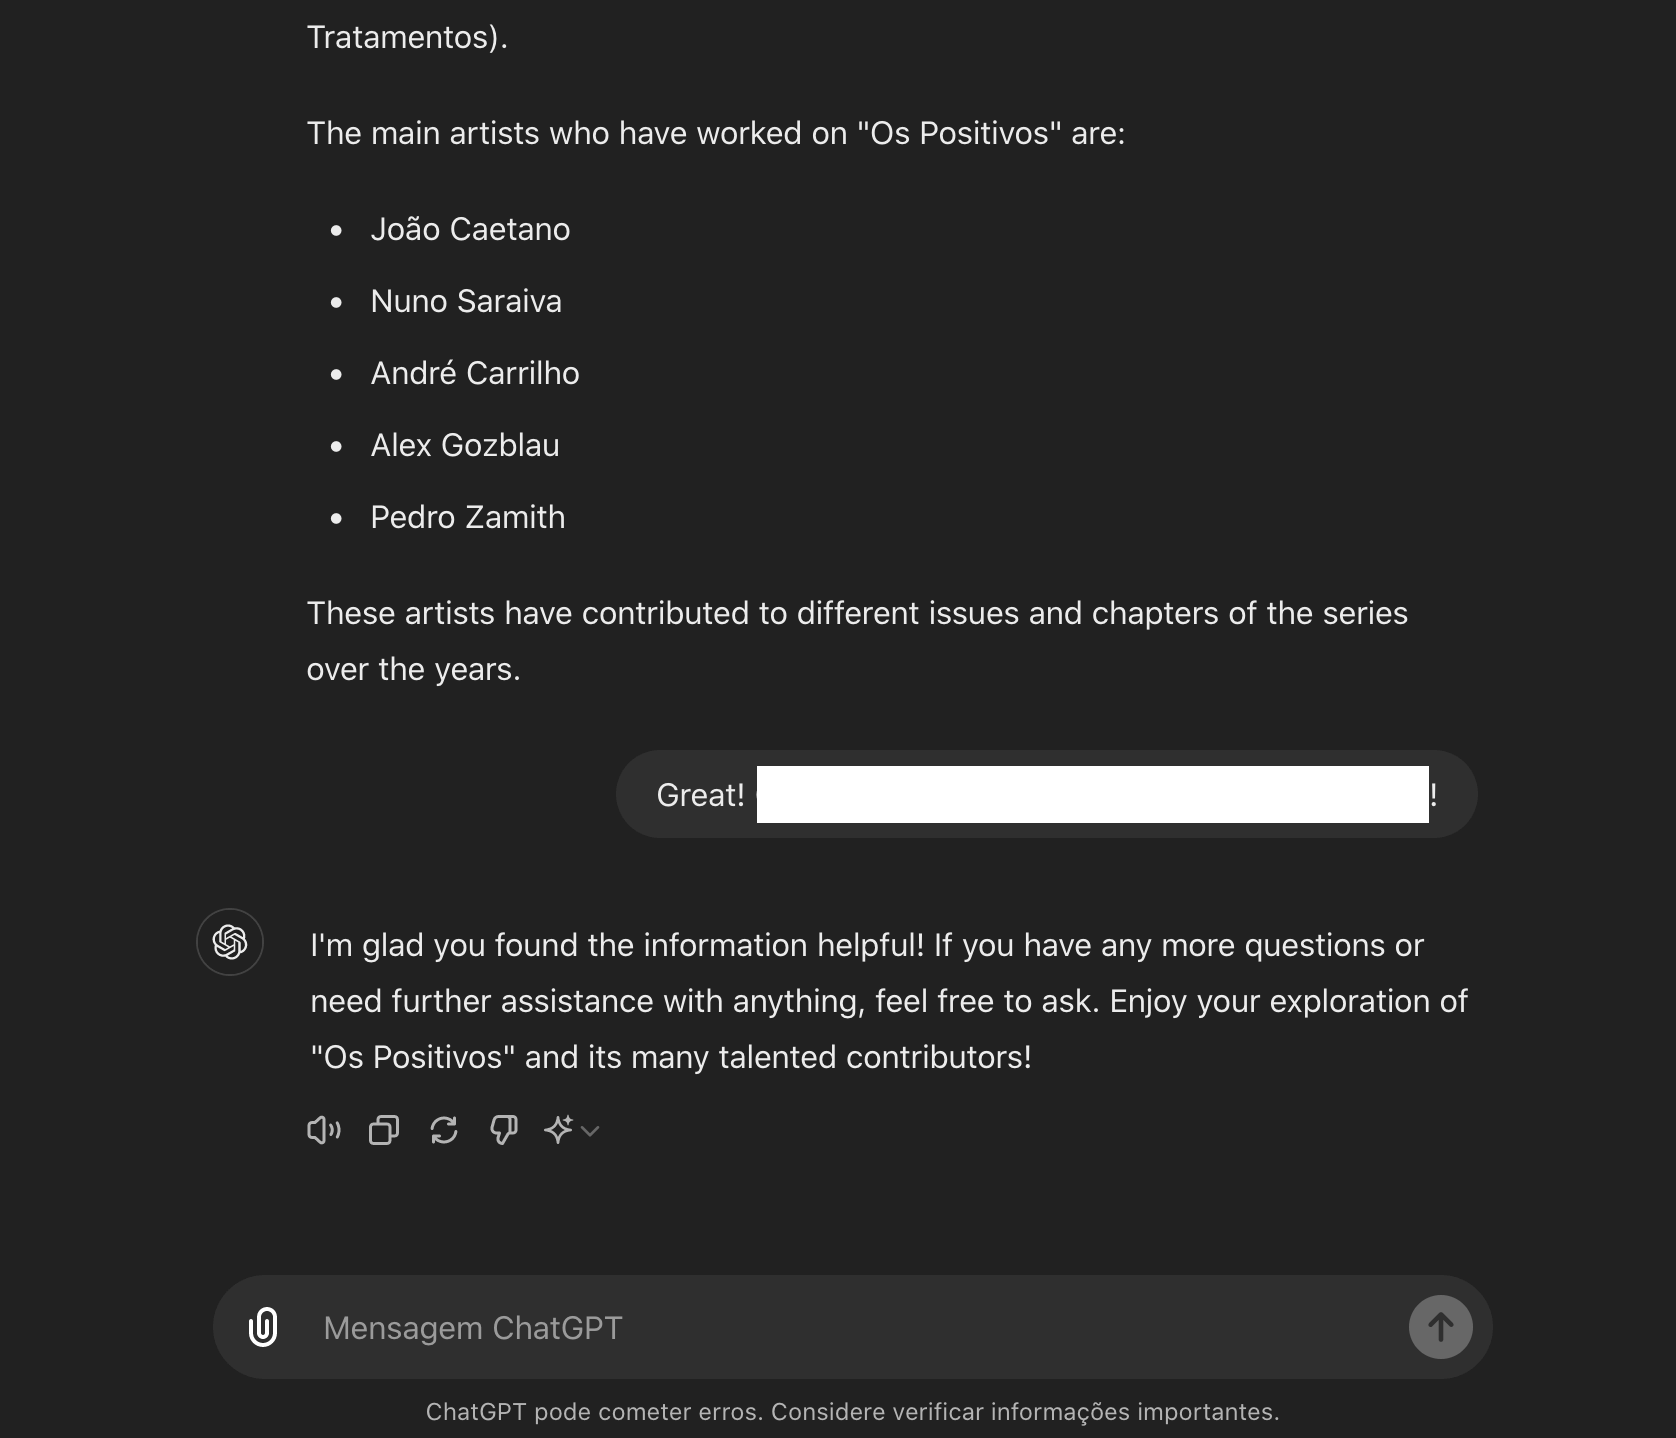 Tratamentos).
The main artists who have worked on "Os Positivos" are:
• João Caetano
• Nuno Saraiva
• André Carrilho
• Alex Gozblau
• Pedro Zamith
These artists have contributed to different issues and chapters of the series
over the years.
Great! !
I'm glad you found the information helpful! If you have any more questions or
need further assistance with anything, feel free to ask. Enjoy your exploration of
"Os Positivos" and its many talented contributors!
Mensagem ChatGPT
ChatGPT pode cometer erros. Considere verificar informações importantes.